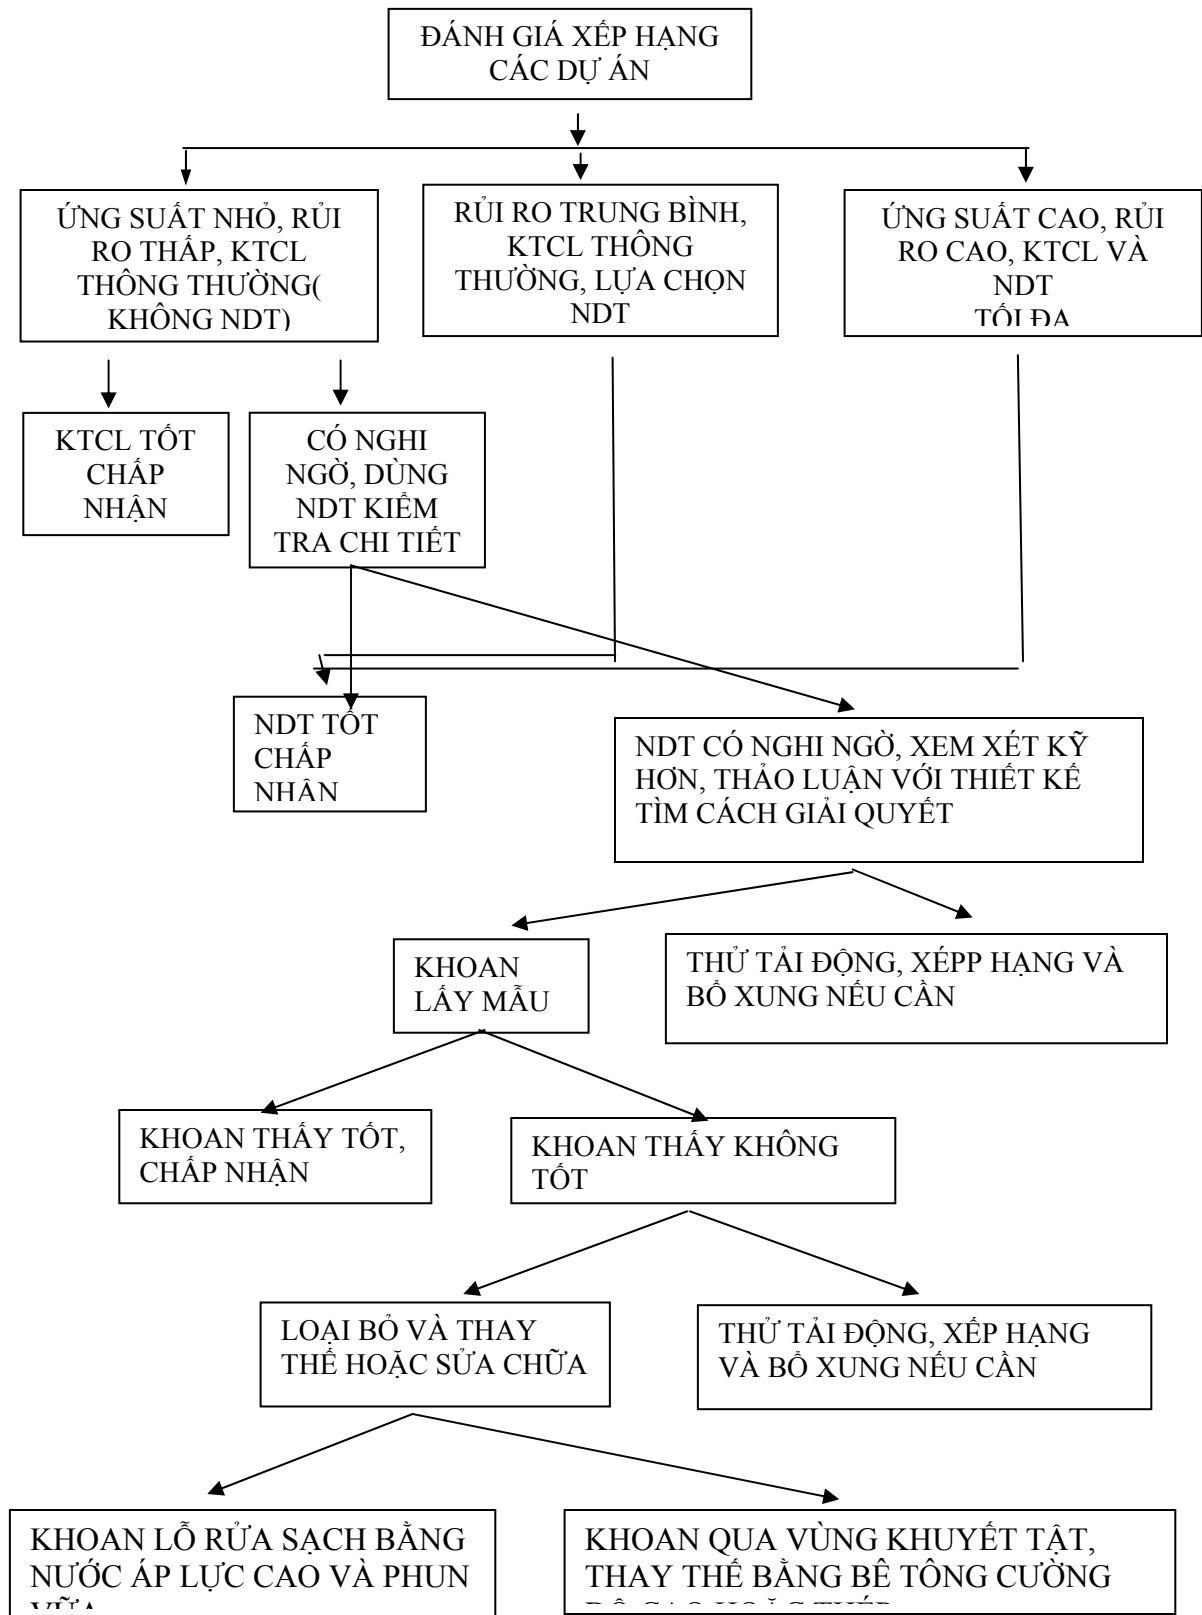 ĐÁNH GIÁ XẾP HẠNG
CÁC DỰ ÁN
ỨNG SUẤT NHỎ, RỦI
RO THẤP, KTCL
THÔNG THƯỜNG(
KHÔNG NDT)
RỦI RO TRUNG BÌNH,
KTCL THÔNG
THƯỜNG, LỰA CHỌN
NDT
ỨNG SUẤT CAO, RỦI
RO CAO, KTCL VÀ
NDT
TỐI ĐA
KTCL TỐT
CHẤP
NHẬN
CÓ NGHI
NGỜ, DÙNG
NDT KIỂM
TRA CHI TIẾT
NDT TỐT
CHẤP
NHẬN
NDT CÓ NGHI NGỜ, XEM XÉT KỸ
HƠN, THẢO LUẬN VỚI THIẾT KẾ
TÌM CÁCH GIẢI QUYẾT
KHOAN
LẤY MẪU
THỬ TẢI ĐỘNG, XÉPP HẠNG VÀ
BỔ XUNG NẾU CẦN
KHOAN THẤY TỐT,
CHẤP NHẬN
KHOAN THẤY KHÔNG
TỐT
LOẠI BỎ VÀ THAY
THẾ HOẶC SỬA CHỮA
THỬ TẢI ĐỘNG, XẾP HẠNG
VÀ BỔ XUNG NẾU CẦN
KHOAN LỖ RỬA SẠCH BẰNG
NƯỚC ÁP LỰC CAO VÀ PHUN
VỮA
KHOAN QUA VÙNG KHUYẾT TẬT,
THAY THẾ BẰNG BÊ TÔNG CƯỜNG
ĐỘ CAO HOẶC THÉP